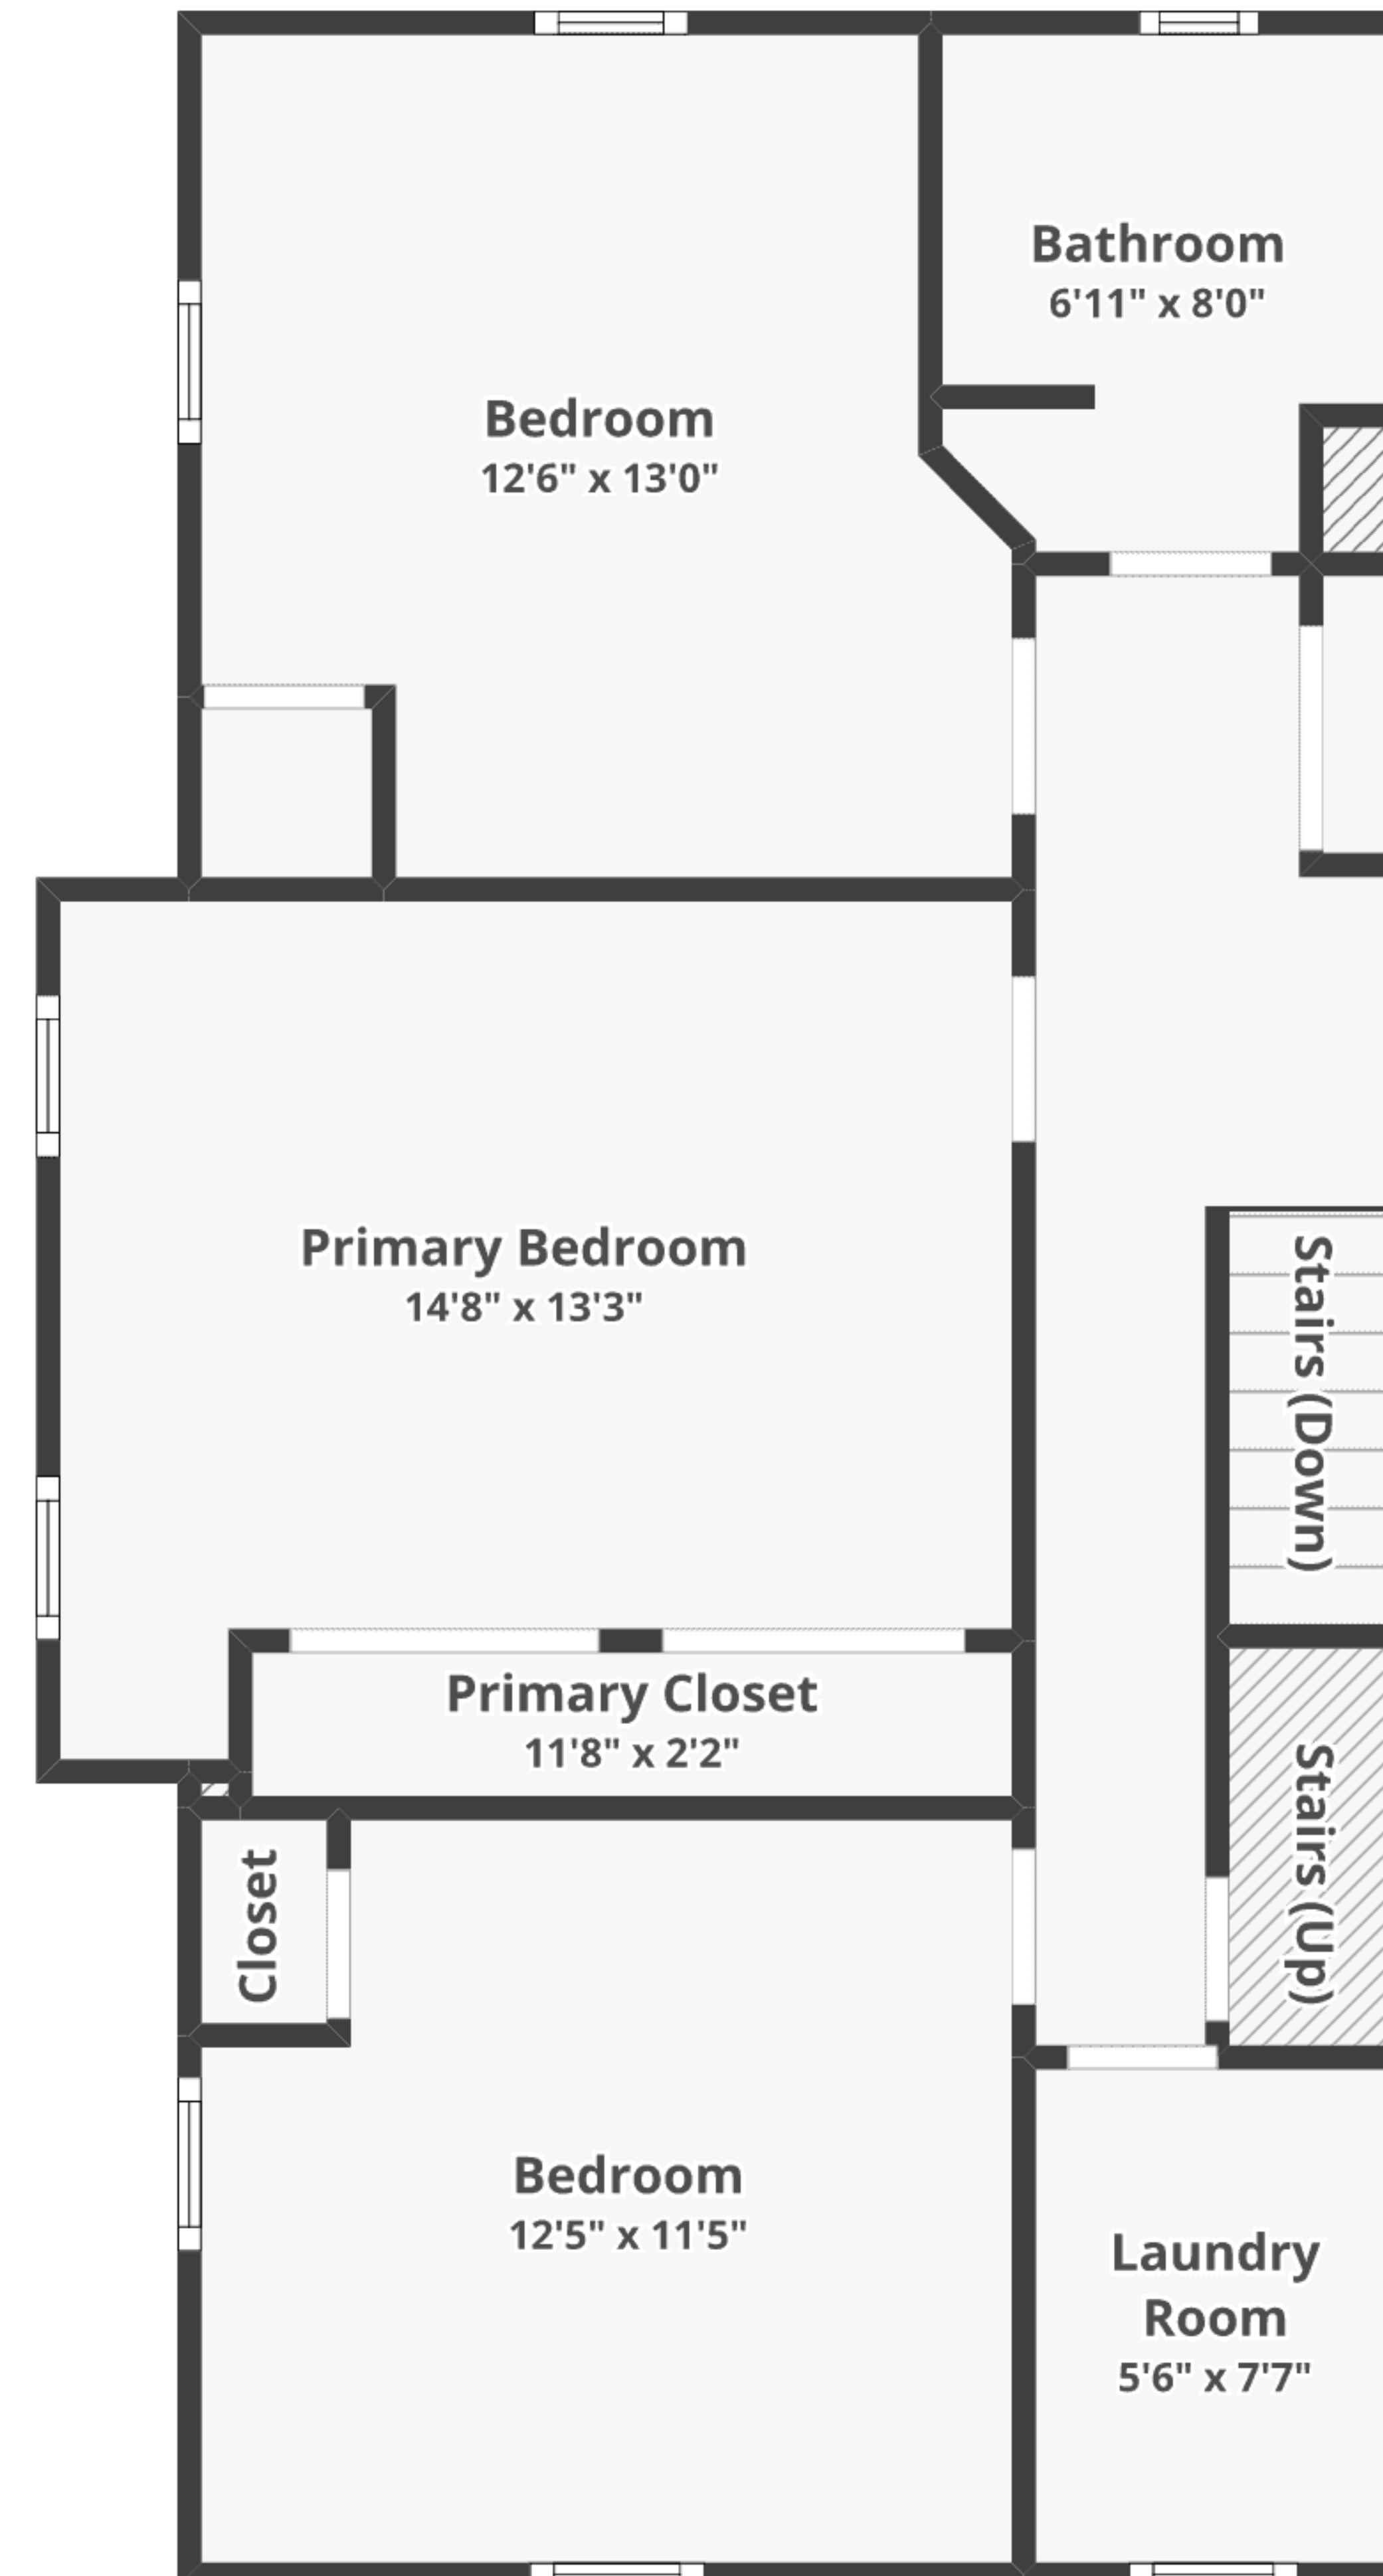 Bathroom
6'11" x 8'0"
Bedroom
12'6" x 13'0"
Primary Bedroom
14'8" x 13'3"
Stairs (Down)
Primary Closet
11'8" x 2'2"
Stairs (Up)
Closet
Bedroom
12'5" x 11'5"
Laundry
Room
5'6" x 7'7"